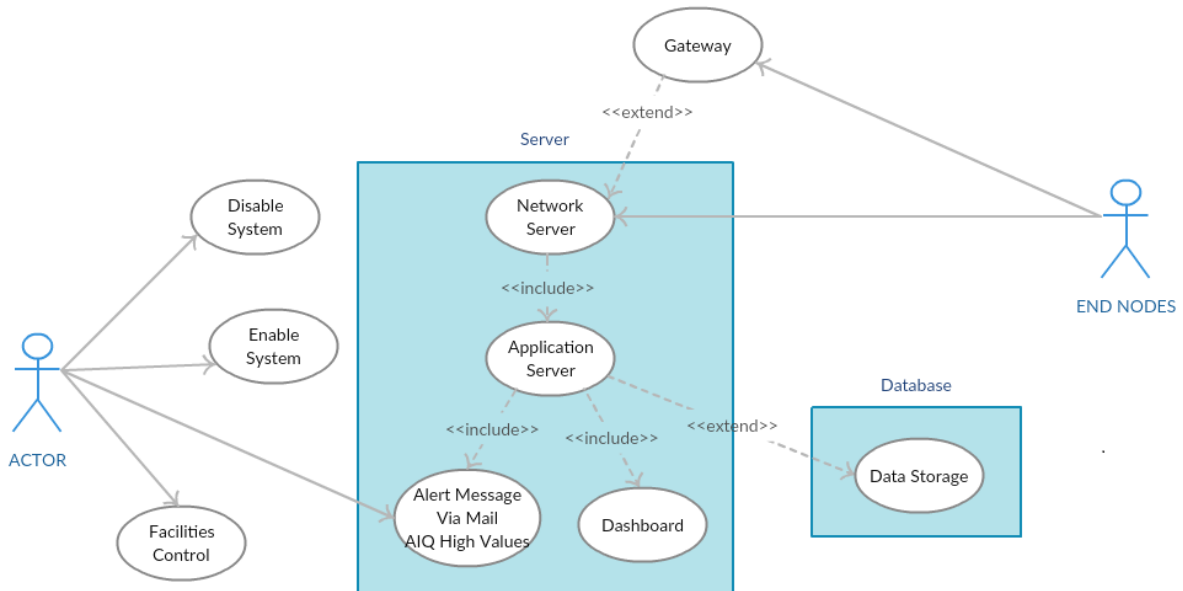 Gateway
<<extend>>
Server
Disable
System
Network
Server
END NODES
<<include>>
Enable
System
Application
Server
Database
<<include>>
<<include>>
<<extend>>
ACTOR
Data Storage
Alert Message
Via Mail
AIQ High Values
Dashboard
Facilities
Control